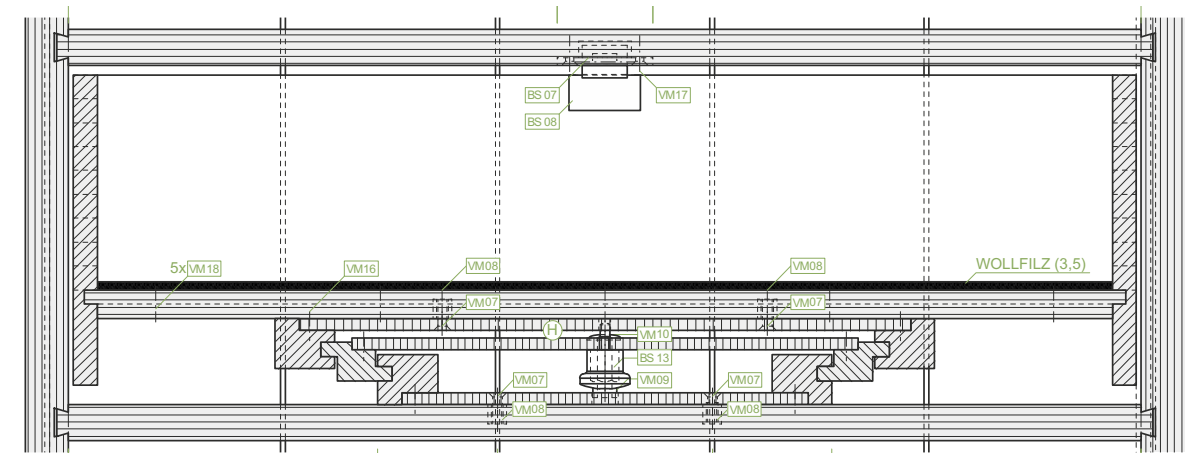 BS 07
VM17
BS 08
5x VM18
VM16
VM08
VM08
WOLLFILZ (3,5)
VM07
VM07
H
VM10
BS 13
VM07
VM09
VM07
VM08
VM08